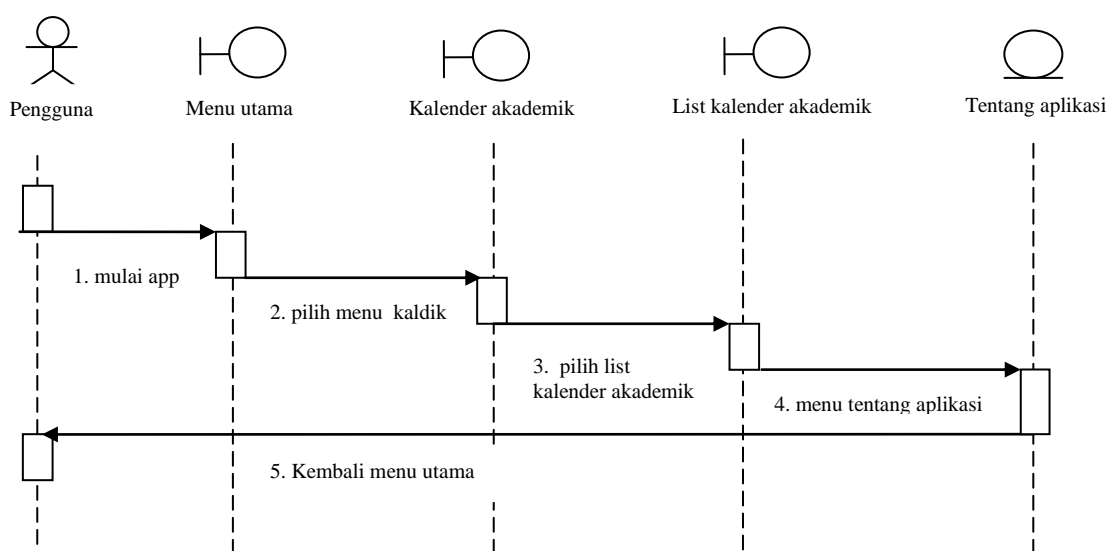 Pengguna
Menu utama
Kalender akademik
List kalender akademik
Tentang aplikasi
1. mulai app
2. pilih menu kaldik
3. pilih list
kalender akademik
4. menu tentang aplikasi
5. Kembali menu utama